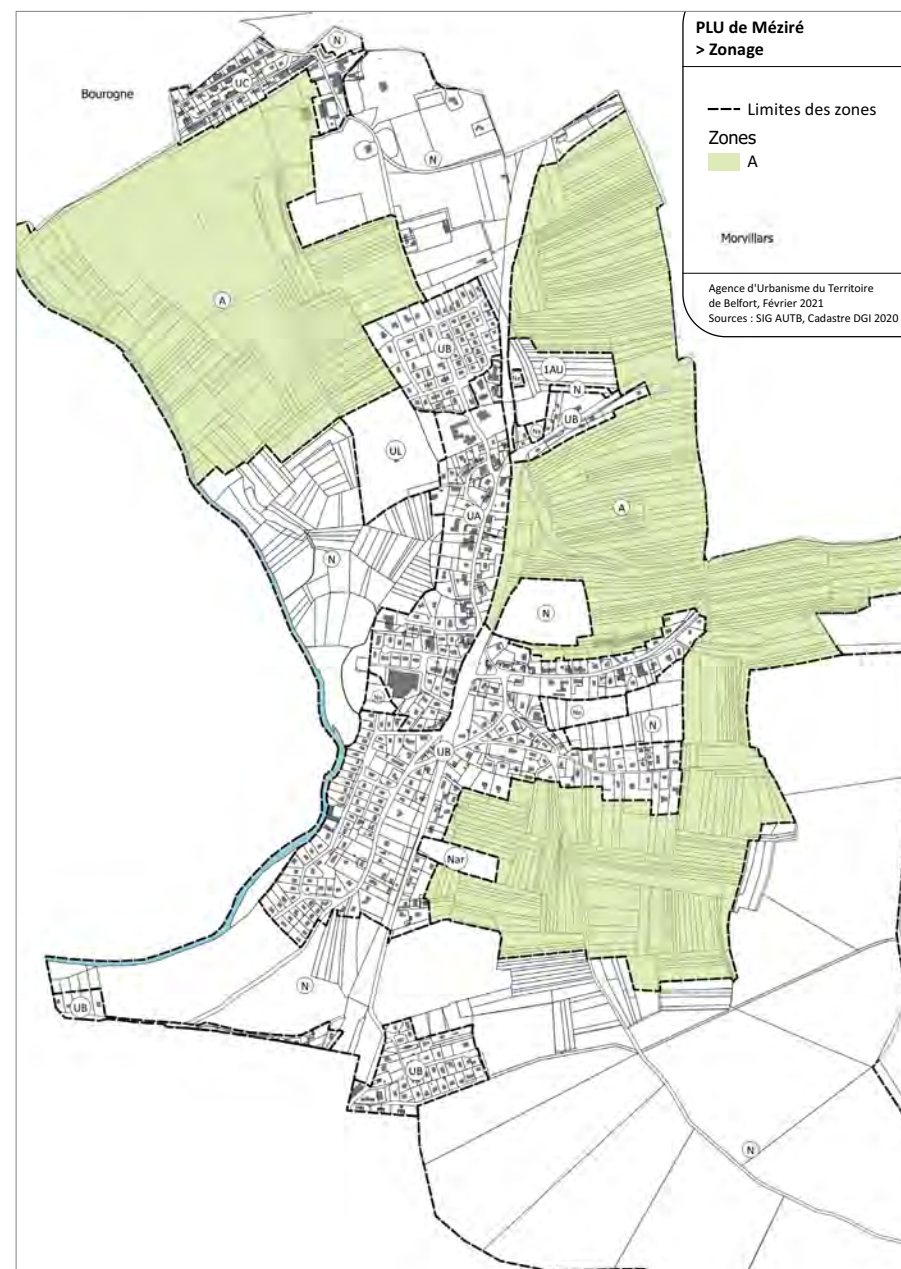 PLU de Méziré
> Zonage
Limites des zones
Zones
A
Morvillars
Agence d'Urbanisme du Territoire
de Belfort, Février 2021
Sources : SIG AUTB, Cadastre DGI 2020
Bourogne
N
UC
N
A
UB
1AU
N
UB
UL
UA
A
N
N
N
UB
Nar
N
UB
UB
N